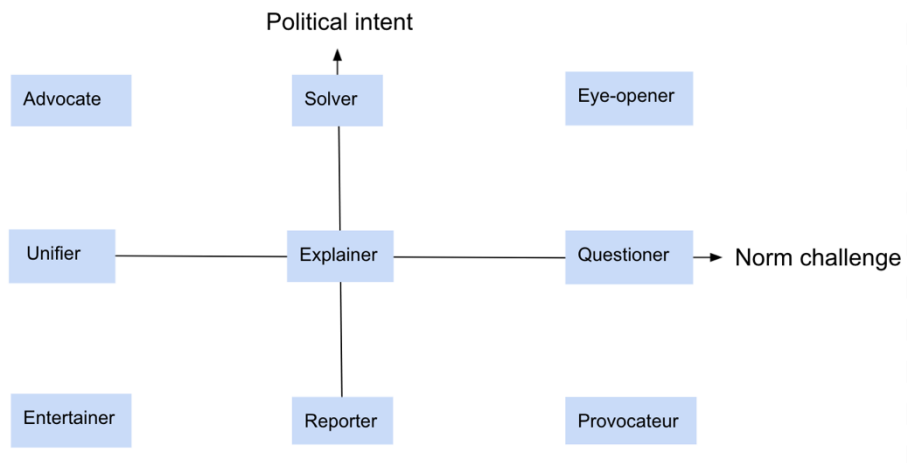 Political intent
Advocate
Solver
Eye-opener
Unifier
Explainer
Questioner
Norm challenge
Entertainer
Reporter
Provocateur